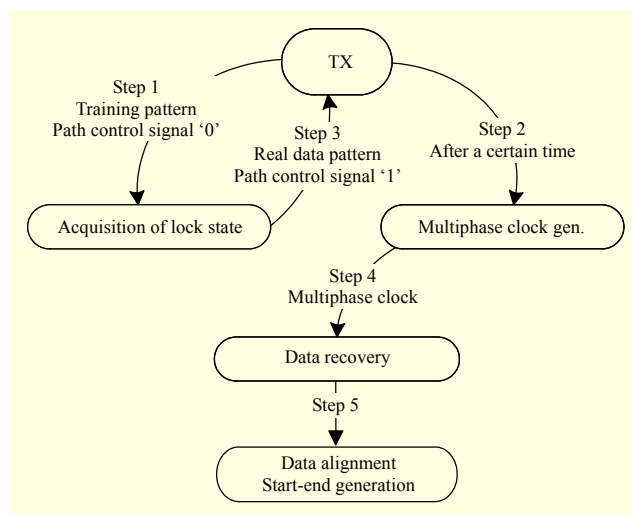 TX
Step 1
Training pattern
Path control signal ‘0’
Step 3
Real data pattern
Path control signal ‘1’
Step 2
After a certain time
Acquisition of lock state
Multiphase clock gen.
Step 4
Multiphase clock
Data recovery
Step 5
Data alignment
Start-end generation